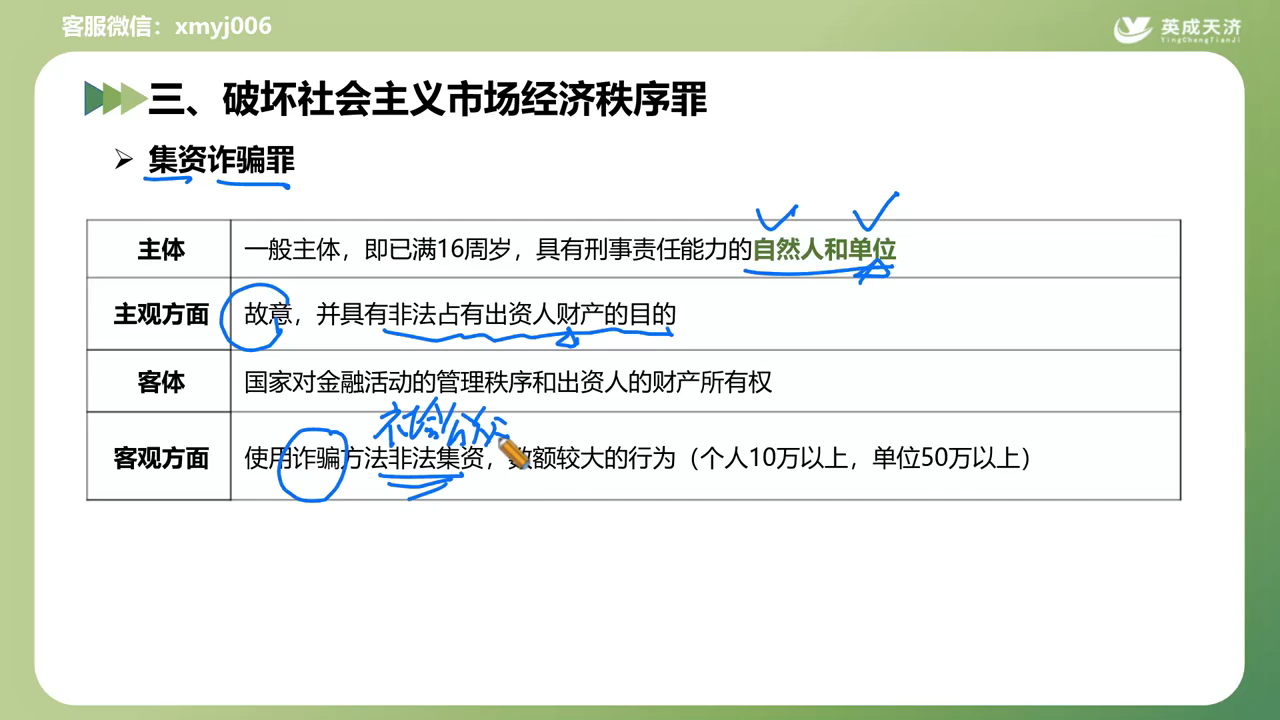 客服微信：xmyj006
英成天济
YingChengTianJi
三、破坏社会主义市场经济秩序罪
集资诈骗罪
主体
一般主体，即已满16周岁，具有刑事责任能力的自然人和单位
主观方面
故意，并具有非法占有出资人财产的目的
客体
国家对金融活动的管理秩序和出资人的财产所有权
社会公众
客观方面
使用诈骗方法非法集资，数额较大的行为（个人10万以上，单位50万以上）